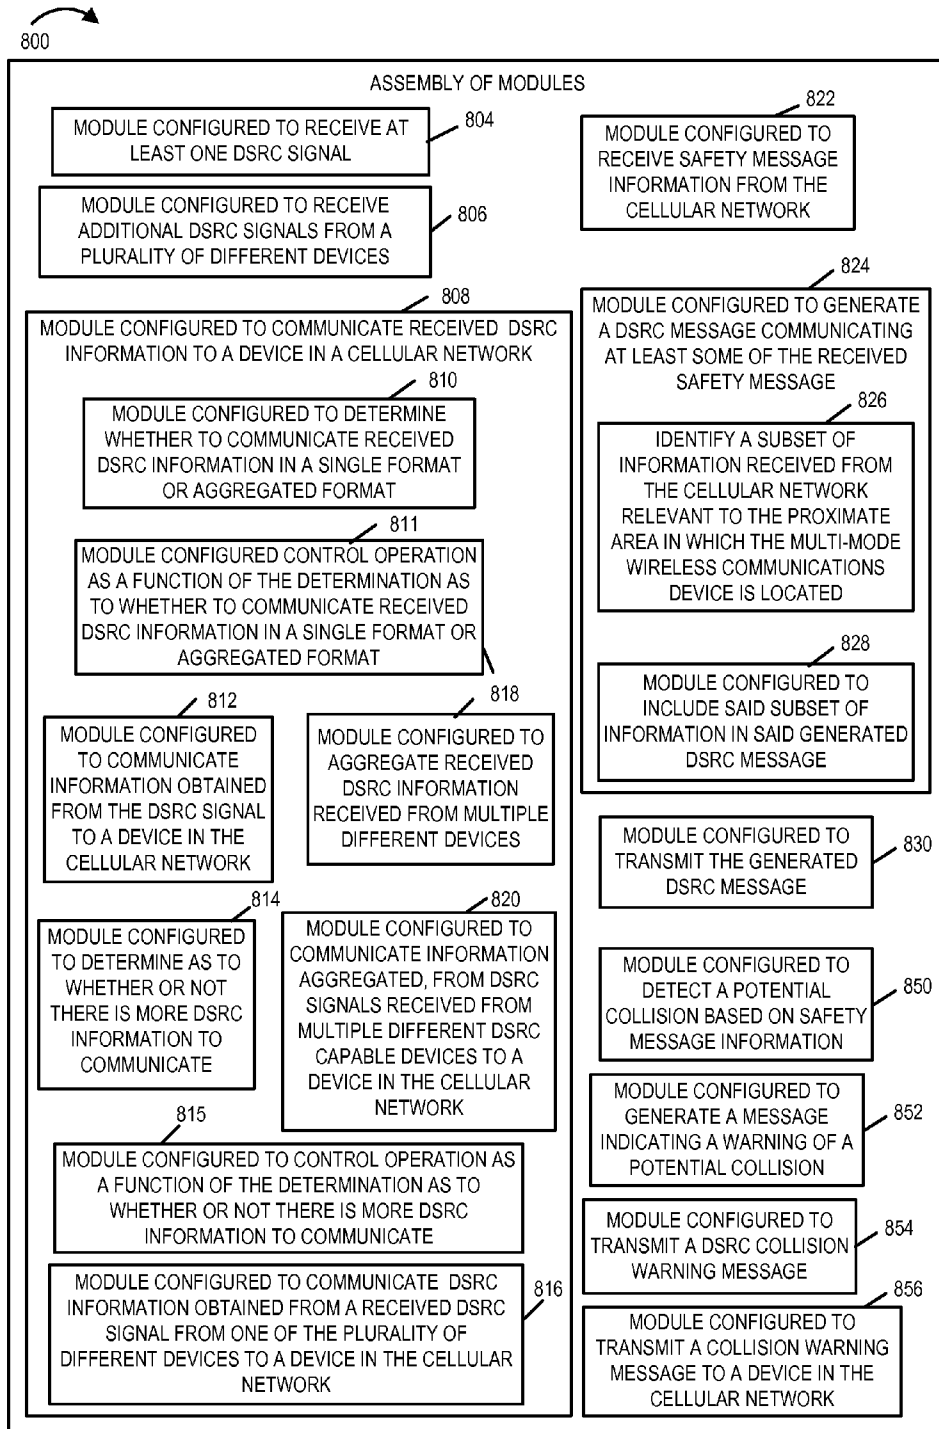 800
ASSEMBLY OF MODULES
MODULE CONFIGURED TO RECEIVE AT
LEAST ONE DSRC SIGNAL
804
MODULE CONFIGURED TO RECEIVE
ADDITIONAL DSRC SIGNALS FROM A
PLURALITY OF DIFFERENT DEVICES
806
808
MODULE CONFIGURED TO COMMUNICATE RECEIVED DSRC
INFORMATION TO A DEVICE IN A CELLULAR NETWORK
810
MODULE CONFIGURED TO DETERMINE
WHETHER TO COMMUNICATE RECEIVED
DSRC INFORMATION IN A SINGLE FORMAT
OR AGGREGATED FORMAT
811
MODULE CONFIGURED CONTROL OPERATION
AS A FUNCTION OF THE DETERMINATION AS
TO WHETHER TO COMMUNICATE RECEIVED
DSRC INFORMATION IN A SINGLE FORMAT OR
AGGREGATED FORMAT
812
MODULE CONFIGURED
TO COMMUNICATE
INFORMATION OBTAINED
FROM THE DSRC SIGNAL
TO A DEVICE IN THE
CELLULAR NETWORK
818
MODULE CONFIGURED TO
AGGREGATE RECEIVED
DSRC INFORMATION
RECEIVED FROM MULTIPLE
DIFFERENT DEVICES
814
MODULE CONFIGURED
TO DETERMINE AS TO
WHETHER OR NOT
THERE IS MORE DSRC
INFORMATION TO
COMMUNICATE
820
MODULE CONFIGURED TO
COMMUNICATE INFORMATION
AGGREGATED, FROM DSRC
SIGNALS RECEIVED FROM
MULTIPLE DIFFERENT DSRC
CAPABLE DEVICES TO A
DEVICE IN THE CELLULAR
NETWORK
815
MODULE CONFIGURED TO CONTROL OPERATION AS
A FUNCTION OF THE DETERMINATION AS TO
WHETHER OR NOT THERE IS MORE DSRC
INFORMATION TO COMMUNICATE
MODULE CONFIGURED TO COMMUNICATE DSRC
INFORMATION OBTAINED FROM A RECEIVED DSRC
SIGNAL FROM ONE OF THE PLURALITY OF
DIFFERENT DEVICES TO A DEVICE IN THE CELLULAR
NETWORK
816
822
MODULE CONFIGURED TO
RECEIVE SAFETY MESSAGE
INFORMATION FROM THE
CELLULAR NETWORK
824
MODULE CONFIGURED TO GENERATE
A DSRC MESSAGE COMMUNICATING
AT LEAST SOME OF THE RECEIVED
SAFETY MESSAGE
826
IDENTIFY A SUBSET OF
INFORMATION RECEIVED FROM
THE CELLULAR NETWORK
RELEVANT TO THE PROXIMATE
AREA IN WHICH THE MULTI-MODE
WIRELESS COMMUNICATIONS
DEVICE IS LOCATED
828
MODULE CONFIGURED TO
INCLUDE SAID SUBSET OF
INFORMATION IN SAID GENERATED
DSRC MESSAGE
MODULE CONFIGURED TO
TRANSMIT THE GENERATED
DSRC MESSAGE
830
MODULE CONFIGURED TO
DETECT A POTENTIAL
COLLISION BASED ON SAFETY
MESSAGE INFORMATION
850
MODULE CONFIGURED TO
GENERATE A MESSAGE
INDICATING A WARNING OF A
POTENTIAL COLLISION
852
MODULE CONFIGURED TO
TRANSMIT A DSRC COLLISION
WARNING MESSAGE
854
856
MODULE CONFIGURED TO
TRANSMIT A COLLISION WARNING
MESSAGE TO A DEVICE IN THE
CELLULAR NETWORK